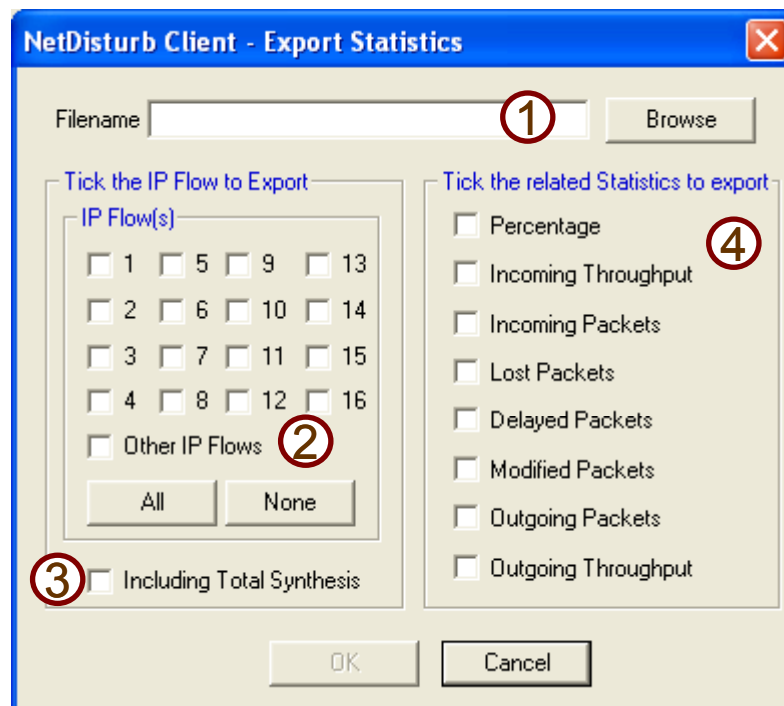 NetDisturb Client - Export Statistics
Filename 1 Browse
Tick the IP Flow to Export
IP Flow(s)
1 5 9 13
2 6 10 14
3 7 11 15
4 8 12 16
Other IP Flows 2
All None
3 Including Total Synthesis
Tick the related Statistics to export
Percentage 4
Incoming Throughput
Incoming Packets
Lost Packets
Delayed Packets
Modified Packets
Outgoing Packets
Outgoing Throughput
OK Cancel